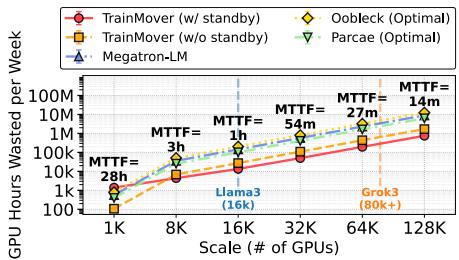 TrainMover (w/ standby)
TrainMover (w/o standby)
Megatron-LM
Oobleck (Optimal)
Parcae (Optimal)
GPU Hours Wasted per Week
100M
10M
1M
100K
10K
1K
100
MTTF=
28h
MTTF=
3h
MTTF=
1h
MTTF=
54m
MTTF=
27m
MTTF=
14m
Llama3
(16k)
Grok3
(80k+)
1K 8K 16K 32K 64K 128K
Scale (# of GPUs)